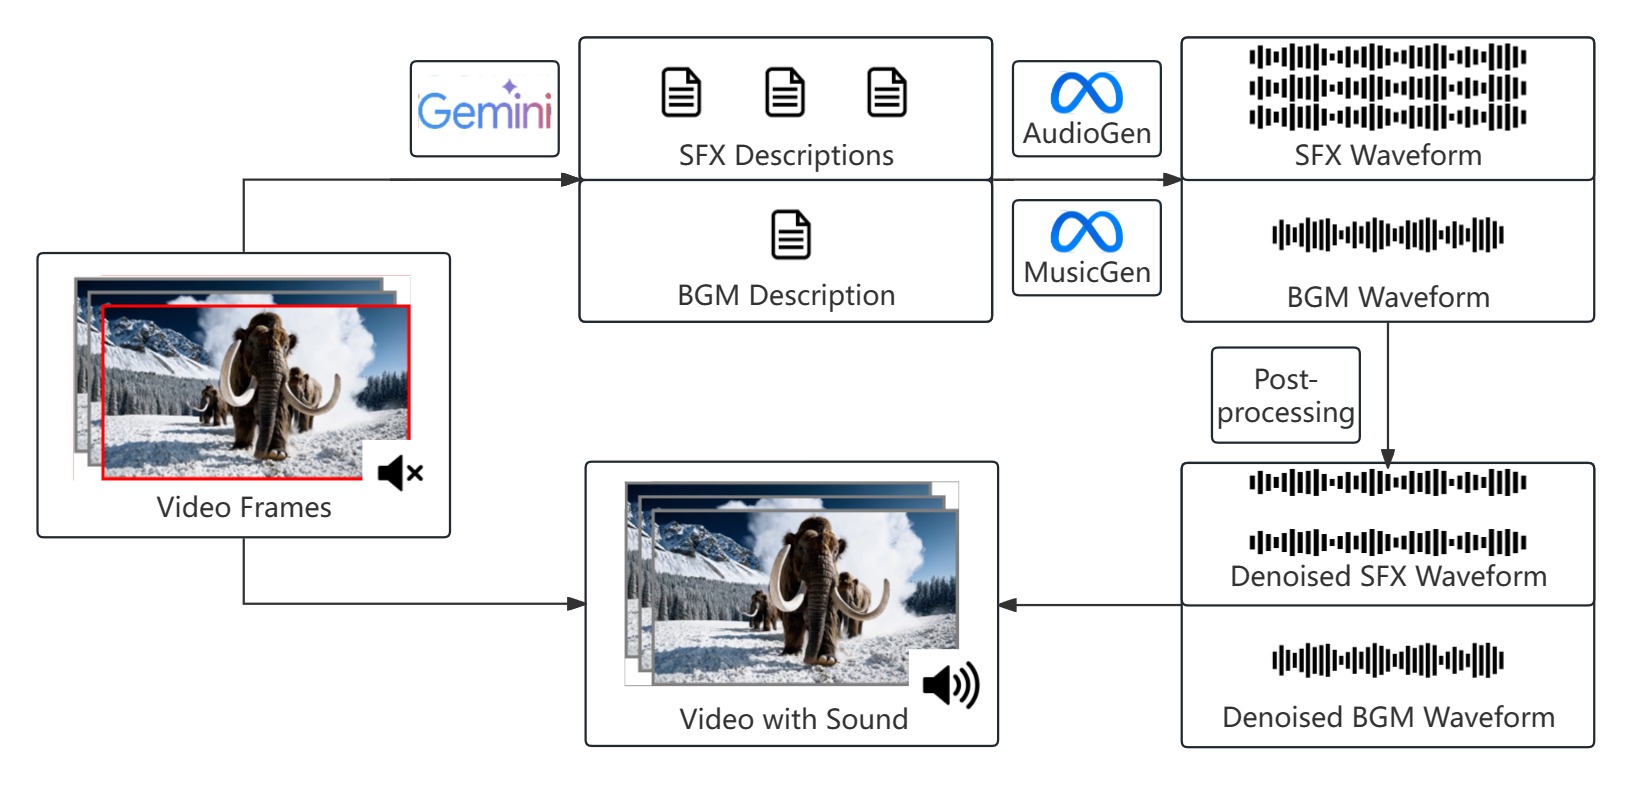 Gemini
SFX Descriptions
BGM Description
AudioGen
MusicGen
SFX Waveform
BGM Waveform
Post-
processing
Video Frames
Video with Sound
Denoised SFX Waveform
Denoised BGM Waveform